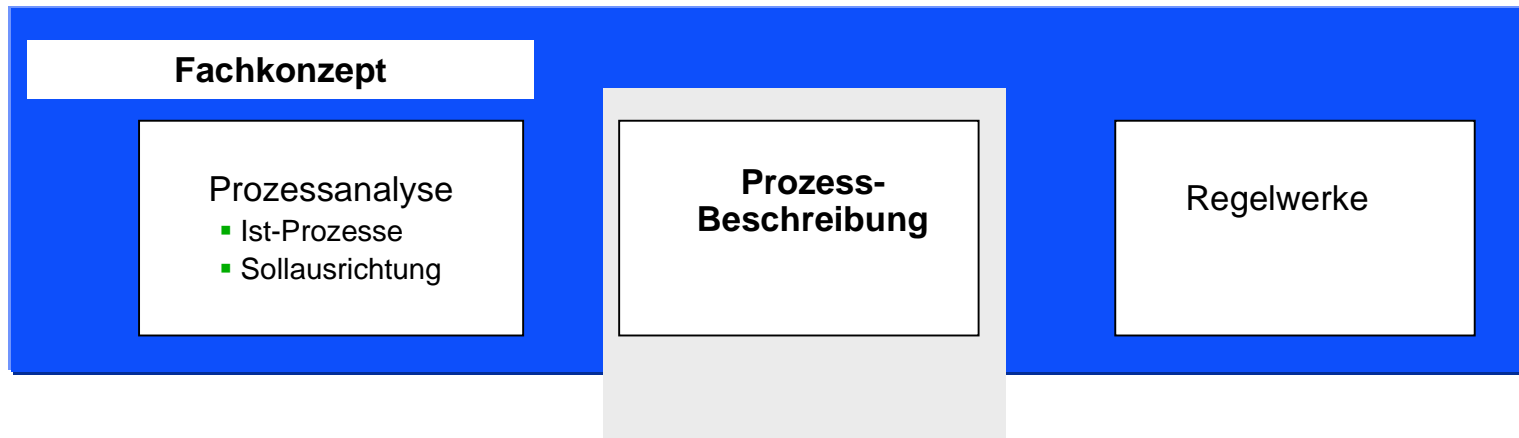 Fachkonzept
Prozessanalyse
▪ Ist-Prozesse
▪ Sollausrichtung
Prozess-
Beschreibung
Regelwerke